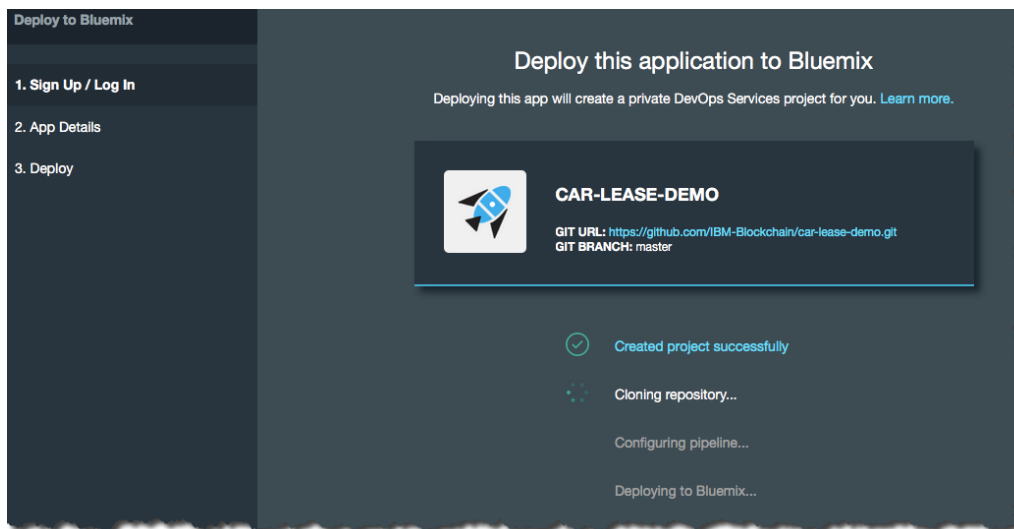 Deploy to Bluemix
1. Sign Up / Log In
2. App Details
3. Deploy
Deploy this application to Bluemix
Deploying this app will create a private DevOps Services project for you. Learn more.
CAR-LEASE-DEMO
GIT URL: https://github.com/IBM-Blockchain/car-lease-demo.git
GIT BRANCH: master
Created project successfully
Cloning repository...
Configuring pipeline...
Deploying to Bluemix...